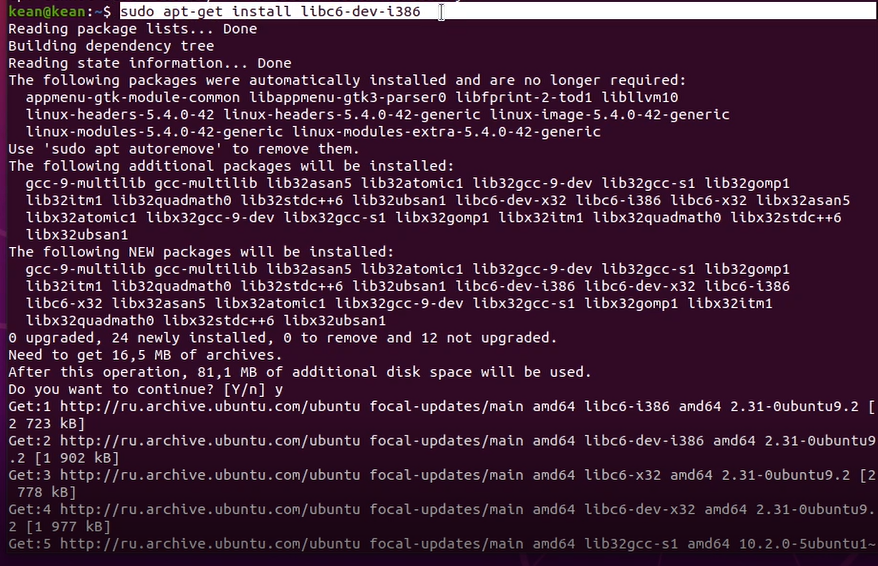 kean@kean:~$ sudo apt-get install libc6-dev-i386
Reading package lists... Done
Building dependency tree
Reading state information... Done
The following packages were automatically installed and are no longer required:
  appmenu-gtk-module-common libappmenu-gtk3-parser0 libfprint-2-tod1 libllvm10
  linux-headers-5.4.0-42 linux-headers-5.4.0-42-generic linux-image-5.4.0-42-generic
  linux-modules-5.4.0-42-generic linux-modules-extra-5.4.0-42-generic
Use 'sudo apt autoremove' to remove them.
The following additional packages will be installed:
  gcc-9-multilib gcc-multilib lib32asan5 lib32atomic1 lib32gcc-9-dev lib32gcc-s1 lib32gomp1
  lib32itm1 lib32quadmath0 lib32stdc++6 lib32ubsan1 libc6-dev-x32 libc6-i386 libc6-x32 libx32asan5
  libx32atomic1 libx32gcc-9-dev libx32gcc-s1 libx32gomp1 libx32itm1 libx32quadmath0 libx32stdc++6
  libx32ubsan1
The following NEW packages will be installed:
  gcc-9-multilib gcc-multilib lib32asan5 lib32atomic1 lib32gcc-9-dev lib32gcc-s1 lib32gomp1
  lib32itm1 lib32quadmath0 lib32stdc++6 lib32ubsan1 libc6-dev-i386 libc6-dev-x32 libc6-i386
  libc6-x32 libx32asan5 libx32atomic1 libx32gcc-9-dev libx32gcc-s1 libx32gomp1 libx32itm1
  libx32quadmath0 libx32stdc++6 libx32ubsan1
0 upgraded, 24 newly installed, 0 to remove and 12 not upgraded.
Need to get 16,5 MB of archives.
After this operation, 81,1 MB of additional disk space will be used.
Do you want to continue? [Y/n] y
Get:1 http://ru.archive.ubuntu.com/ubuntu focal-updates/main amd64 libc6-i386 amd64 2.31-0ubuntu9.2 [
2 723 kB]
Get:2 http://ru.archive.ubuntu.com/ubuntu focal-updates/main amd64 libc6-dev-i386 amd64 2.31-0ubuntu9
.2 [1 902 kB]
Get:3 http://ru.archive.ubuntu.com/ubuntu focal-updates/main amd64 libc6-x32 amd64 2.31-0ubuntu9.2 [2
 778 kB]
Get:4 http://ru.archive.ubuntu.com/ubuntu focal-updates/main amd64 libc6-dev-x32 amd64 2.31-0ubuntu9.
2 [1 977 kB]
Get:5 http://ru.archive.ubuntu.com/ubuntu focal-updates/main amd64 lib32gcc-s1 amd64 10.2.0-5ubuntu1~